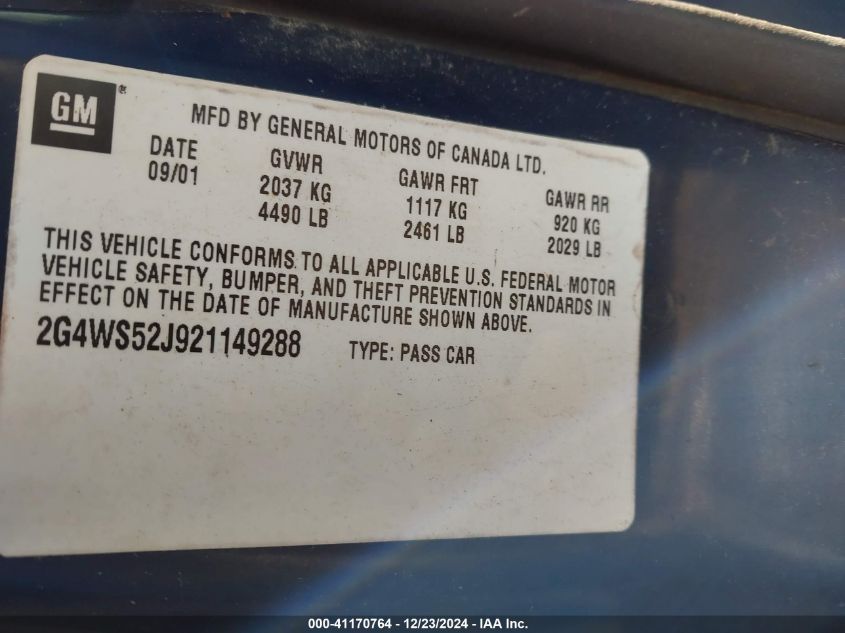 GM®
MFD BY GENERAL MOTORS OF CANADA LTD.
DATE GVWR GAWR FRT GAWR RR
09/01 2037 KG 1117 KG 920 KG
4490 LB 2461 LB 2029 LB
THIS VEHICLE CONFORMS TO ALL APPLICABLE U.S. FEDERAL MOTOR
VEHICLE SAFETY, BUMPER, AND THEFT PREVENTION STANDARDS IN
EFFECT ON THE DATE OF MANUFACTURE SHOWN ABOVE.
2G4WS52J921149288 TYPE: PASS CAR
000-41170764 - 12/23/2024 - IAA Inc.